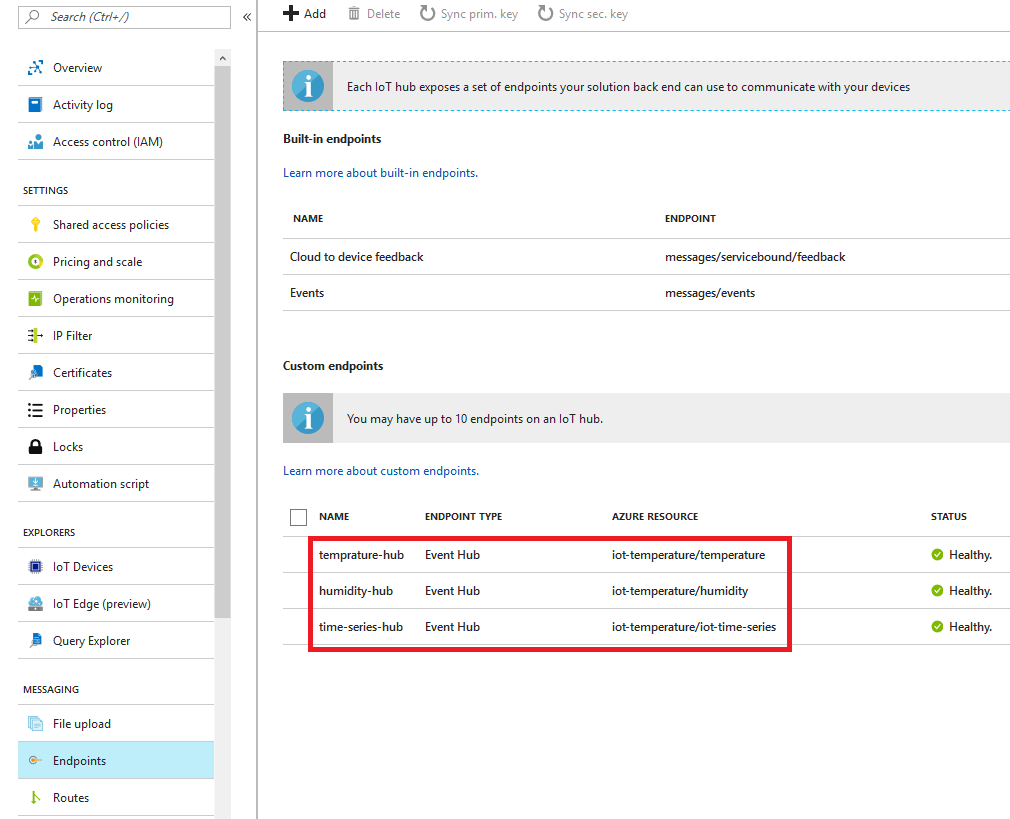 Search (Ctrl+/)
«
Add
Delete
Sync prim. key
Sync sec. key
Overview
Activity log
Access control (IAM)
SETTINGS
Shared access policies
Pricing and scale
Operations monitoring
IP Filter
Certificates
Properties
Locks
Automation script
EXPLORERS
IoT Devices
IoT Edge (preview)
Query Explorer
MESSAGING
File upload
Endpoints
Routes
Each IoT hub exposes a set of endpoints your solution back end can use to communicate with your devices
Built-in endpoints
Learn more about built-in endpoints.
NAME ENDPOINT
Cloud to device feedback messages/servicebound/feedback
Events messages/events
Custom endpoints
You may have up to 10 endpoints on an IoT hub.
Learn more about custom endpoints.
NAME ENDPOINT TYPE AZURE RESOURCE STATUS
temprature-hub Event Hub iot-temperature/temperature Healthy.
humidity-hub Event Hub iot-temperature/humidity Healthy.
time-series-hub Event Hub iot-temperature/iot-time-series Healthy.